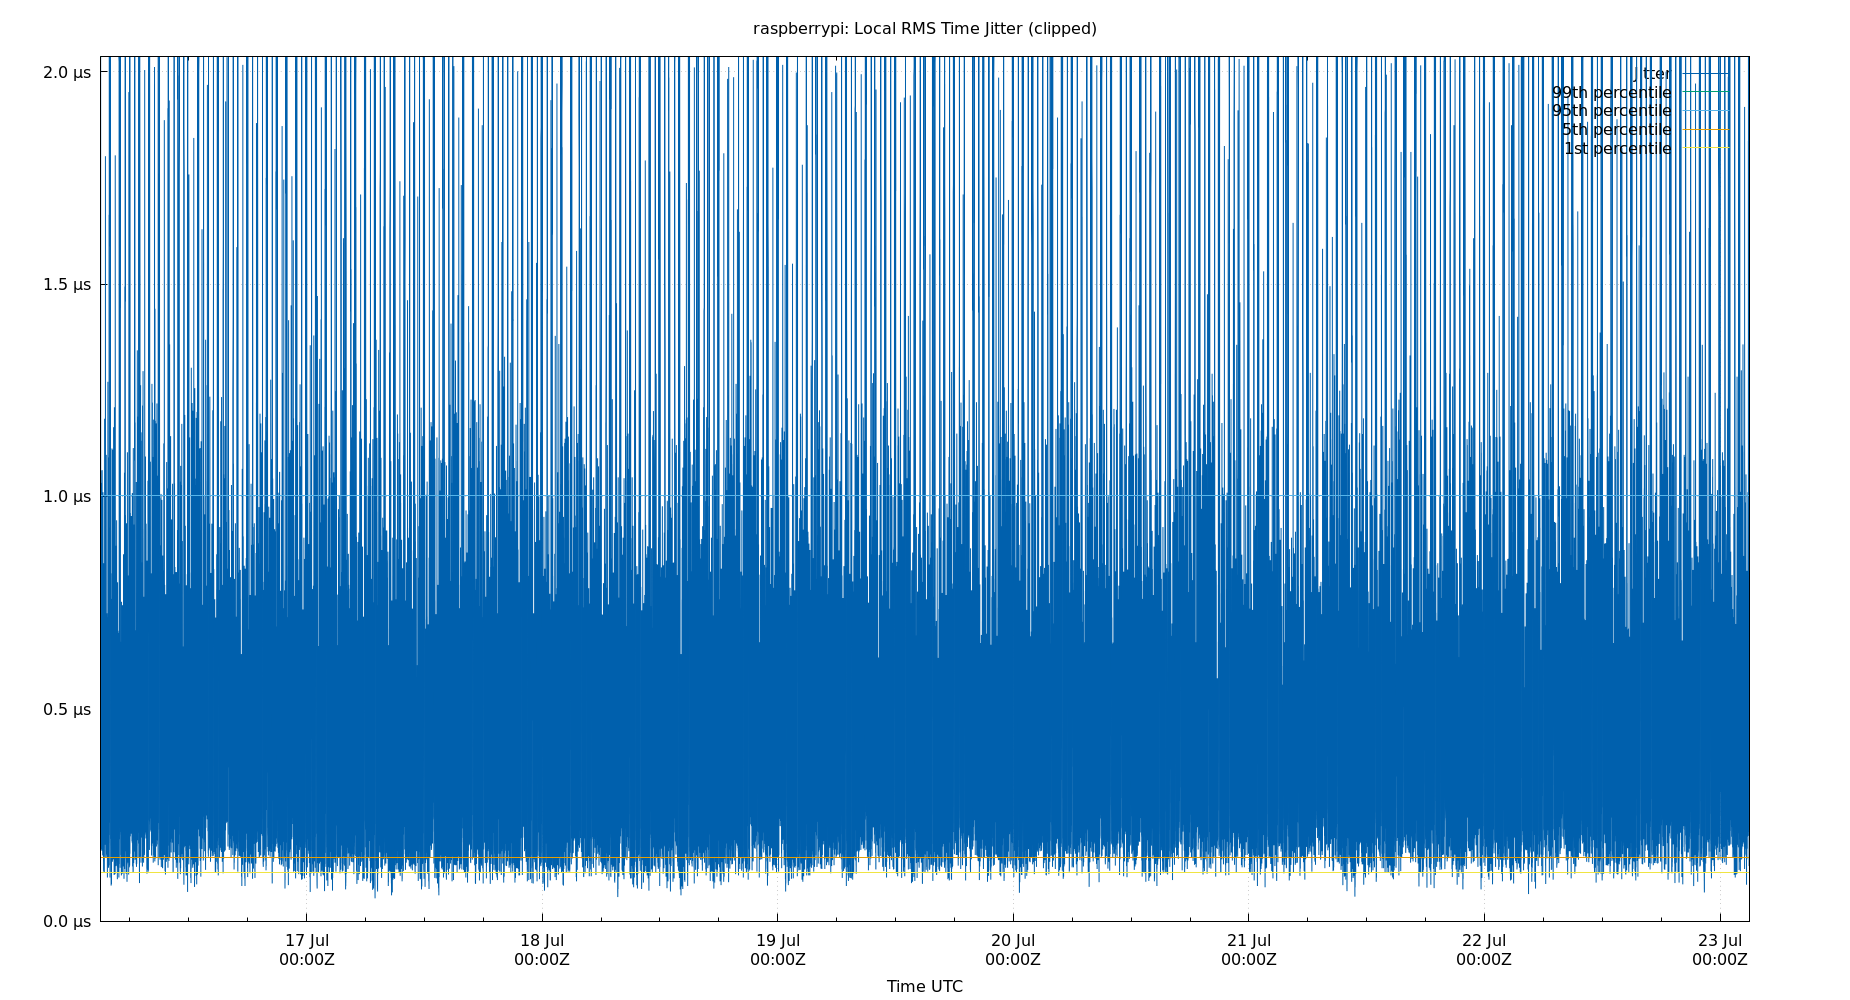 raspberrypi: Local RMS Time Jitter (clipped)
2.0 µs
1.5 µs
1.0 µs
0.5 µs
0.0 µs
99th percentile
95th percentile
5th percentile
1st percentile
17 Jul 18 Jul 19 Jul 20 Jul 21 Jul 22 Jul 23 Jul
00:00Z 00:00Z 00:00Z 00:00Z 00:00Z 00:00Z 00:00Z
Time UTC